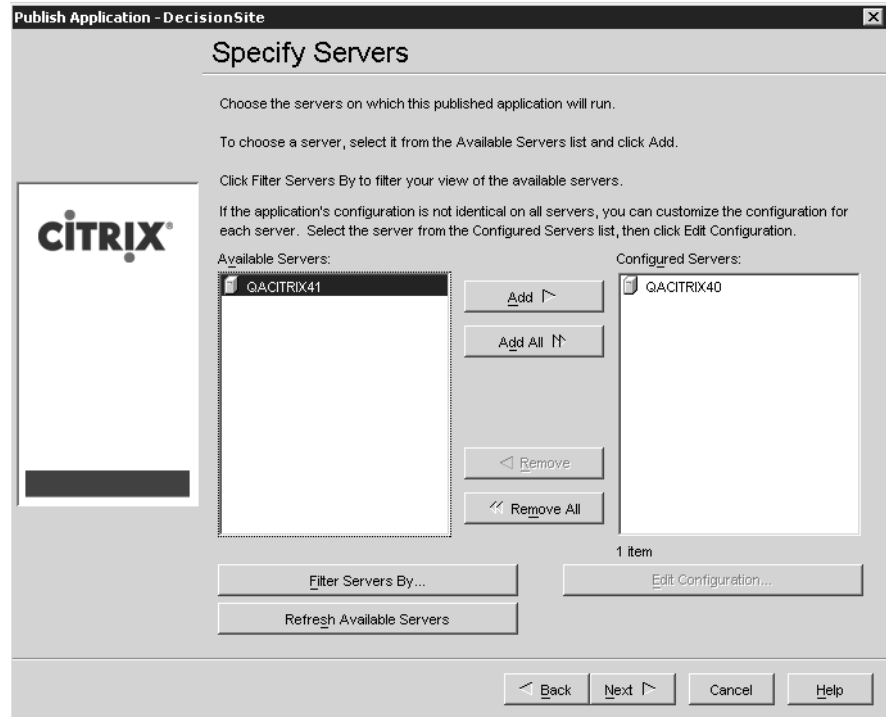 Publish Application - DecisionSite
Specify Servers
Choose the servers on which this published application will run.
To choose a server, select it from the Available Servers list and click Add.
Click Filter Servers By to filter your view of the available servers.
If the application's configuration is not identical on all servers, you can customize the configuration for
each server. Select the server from the Configured Servers list, then click Edit Configuration.
CITRIX®
Available Servers:
QACITRIX41
Add
Add All
Remove
Remove All
Configured Servers:
QACITRIX40
1 item
Filter Servers By...
Edit Configuration...
Refresh Available Servers
Back
Next
Cancel
Help